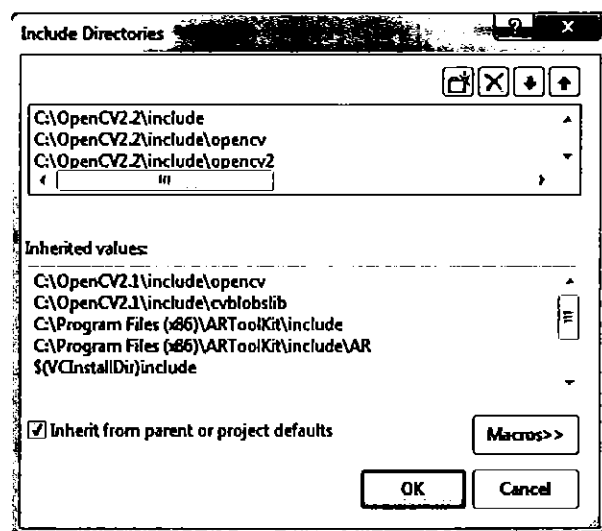 Include Directories
C:\OpenCV2.2\include
C:\OpenCV2.2\include\opencv
C:\OpenCV2.2\include\opencv2
Inherited values:
C:\OpenCV2.1\include\opencv
C:\OpenCV2.1\include\cvblobslib
C:\Program Files (x86)\ARToolKit\include
C:\Program Files (x86)\ARToolKit\include\AR
$(VCInstallDir)include
Inherit from parent or project defaults
Macros>>
OK
Cancel